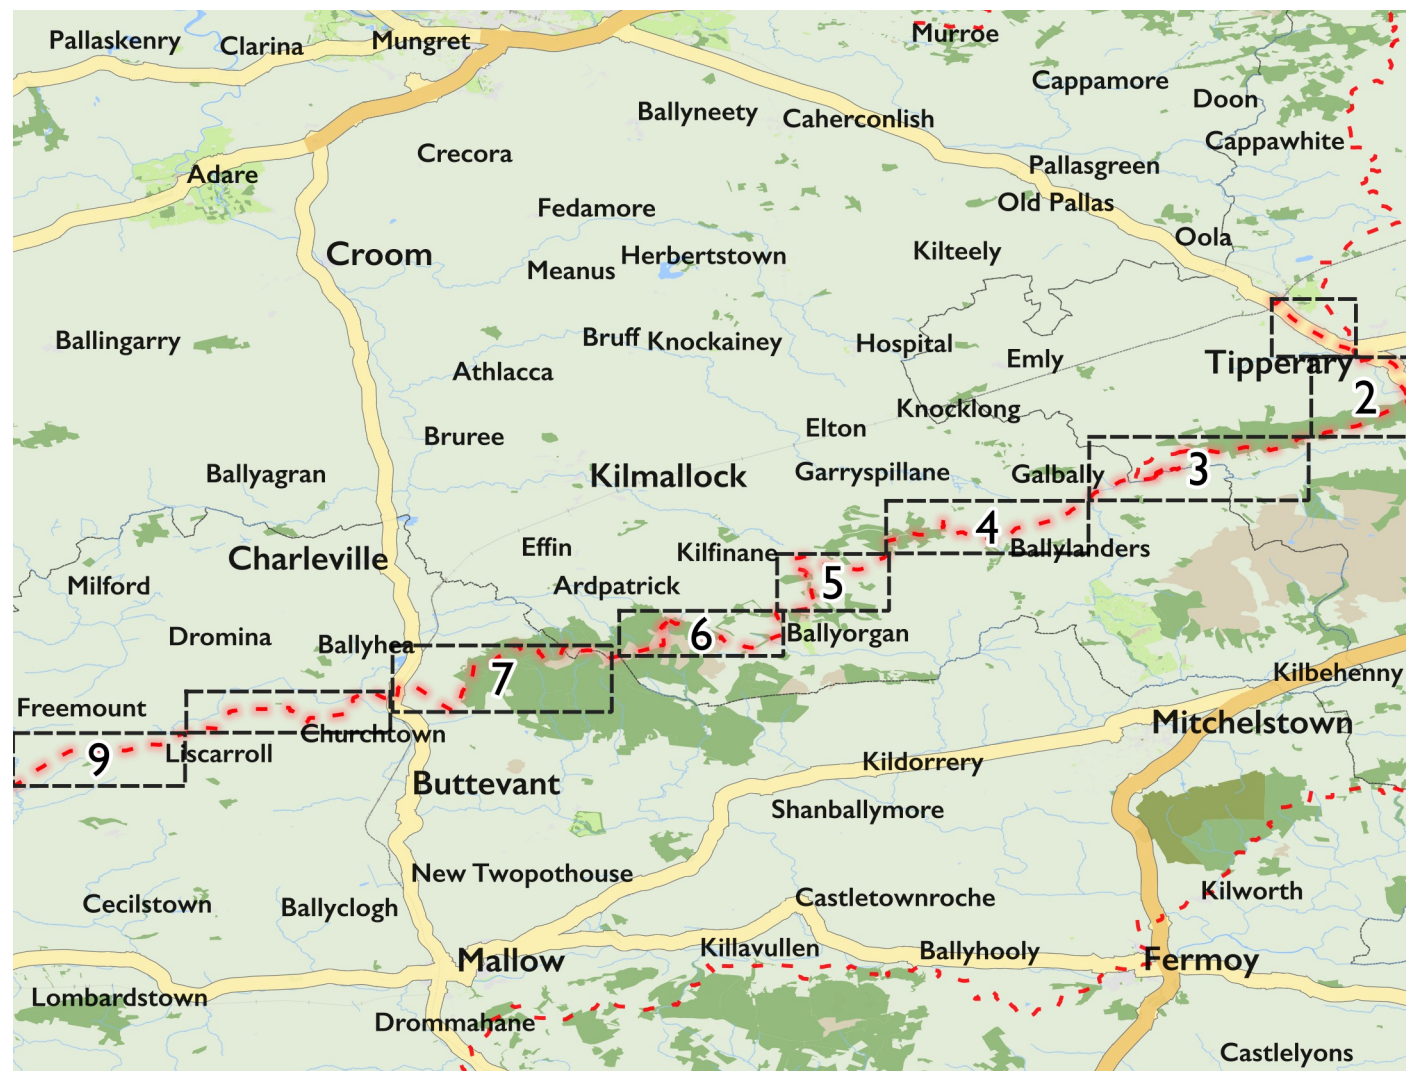 Pallaskenry
Clarina
Mungret
Murroe
Cappamore
Doon
Ballyneety
Caherconlish
Cappawhite
Crecora
Pallasgreen
Adare
Old Pallas
Fedamore
Oola
Croom
Herbertstown
Kilteely
Meanus
Ballingarry
Bruff
Knockainey
Hospital
Emly
Tipperary
Athlacca
2
Knocklong
Bruree
Elton
Ballyagran
Kilmallock
Garryspillane
Galbally
3
4
Charleville
Effin
Kilfinane
Ballylanders
Milford
Ardpatrick
5
Dromina
Ballyhea
6
Ballyorgan
7
Kilbehenny
Freemount
Churchtown
Mitchelstown
9
Liscarroll
Buttevant
Kildorrery
Shanballymore
New Twopothouse
Cecilstown
Ballyclogh
Castletownroche
Kilworth
Mallow
Killavullen
Ballyhooly
Fermoy
Lombardstown
Drommahane
Castlelyons